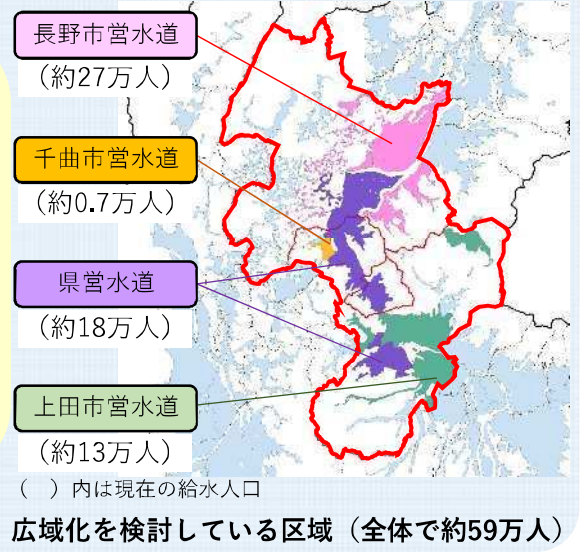 長野市営水道
（約27万人）
千曲市営水道
（約0.7万人）
県営水道
（約18万人）
上田市営水道
（約13万人）
（　）内は現在の給水人口
広域化を検討している区域（全体で約59万人）